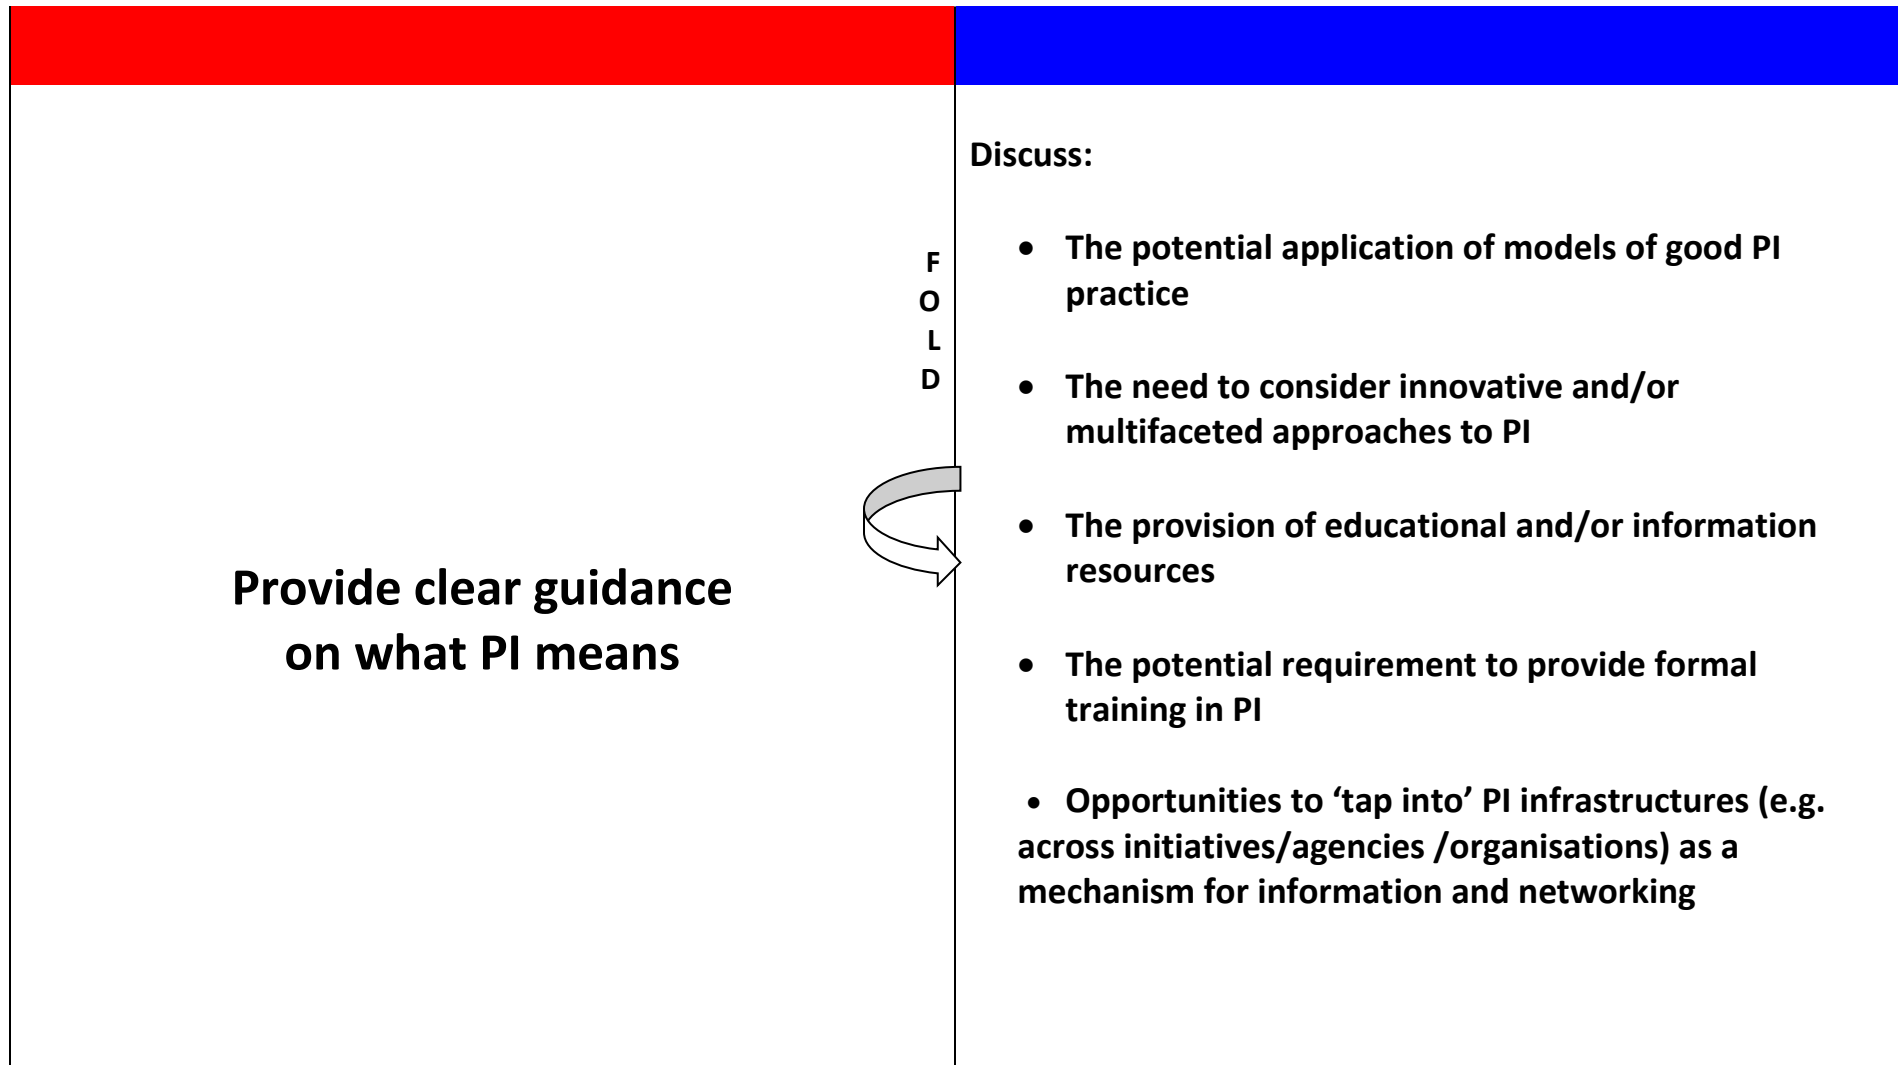 Provide clear guidance
on what PI means
F
O
L
D
Discuss:
• The potential application of models of good PI
practice
• The need to consider innovative and/or
multifaceted approaches to PI
• The provision of educational and/or information
resources
• The potential requirement to provide formal
training in PI
• Opportunities to ‘tap into’ PI infrastructures (e.g.
across initiatives/agencies /organisations) as a
mechanism for information and networking